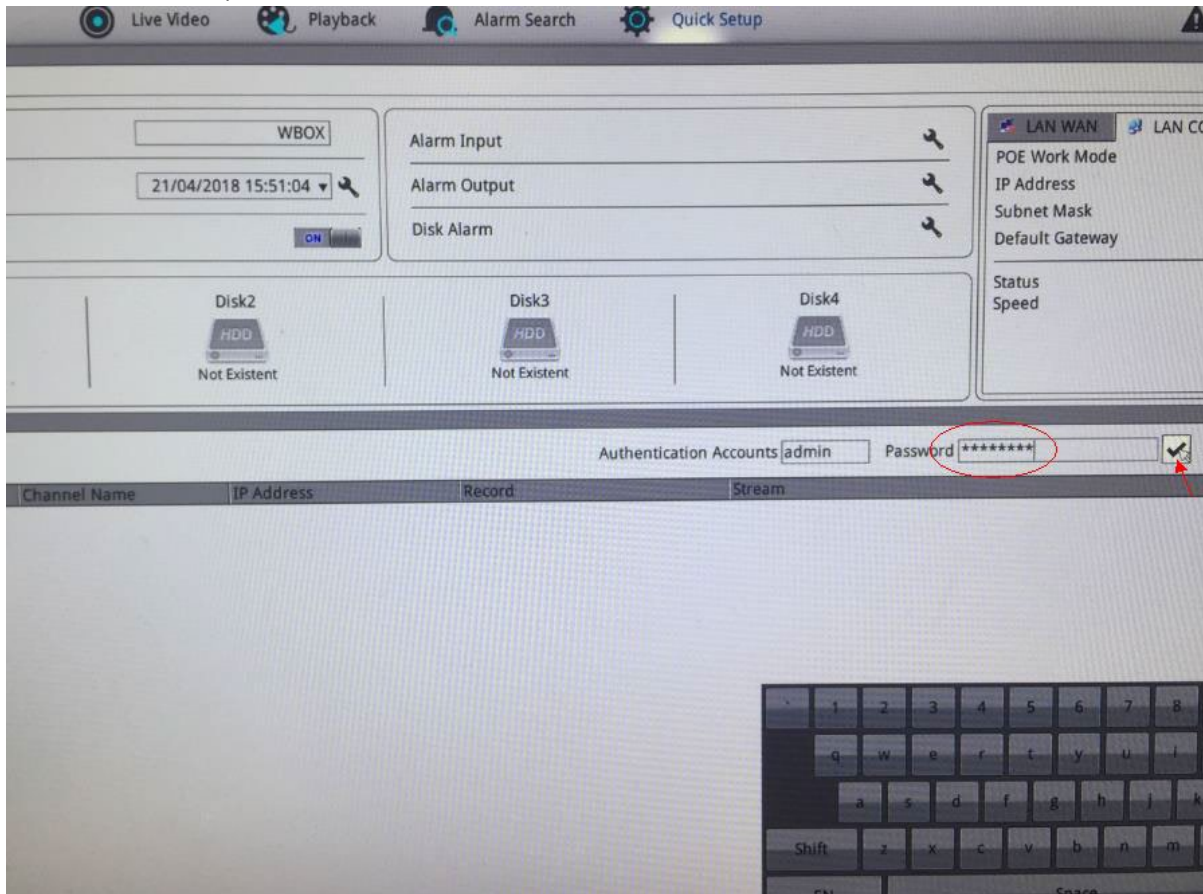 Live Video Playback Alarm Search Quick Setup
WBOX
21/04/2018 15:51:04
ON
Alarm Input
Alarm Output
Disk Alarm
LAN WAN
POE Work Mode
IP Address
Subnet Mask
Default Gateway
Status
Speed
Disk2 Disk3 Disk4
HDD HDD HDD
Not Existent Not Existent Not Existent
Authentication Accounts admin Password ********
Channel Name IP Address Record Stream
` 1 2 3 4 5 6 7 8
q w e r t y u i
a s d f g h j k
Shift z x c v b n m
EN Space